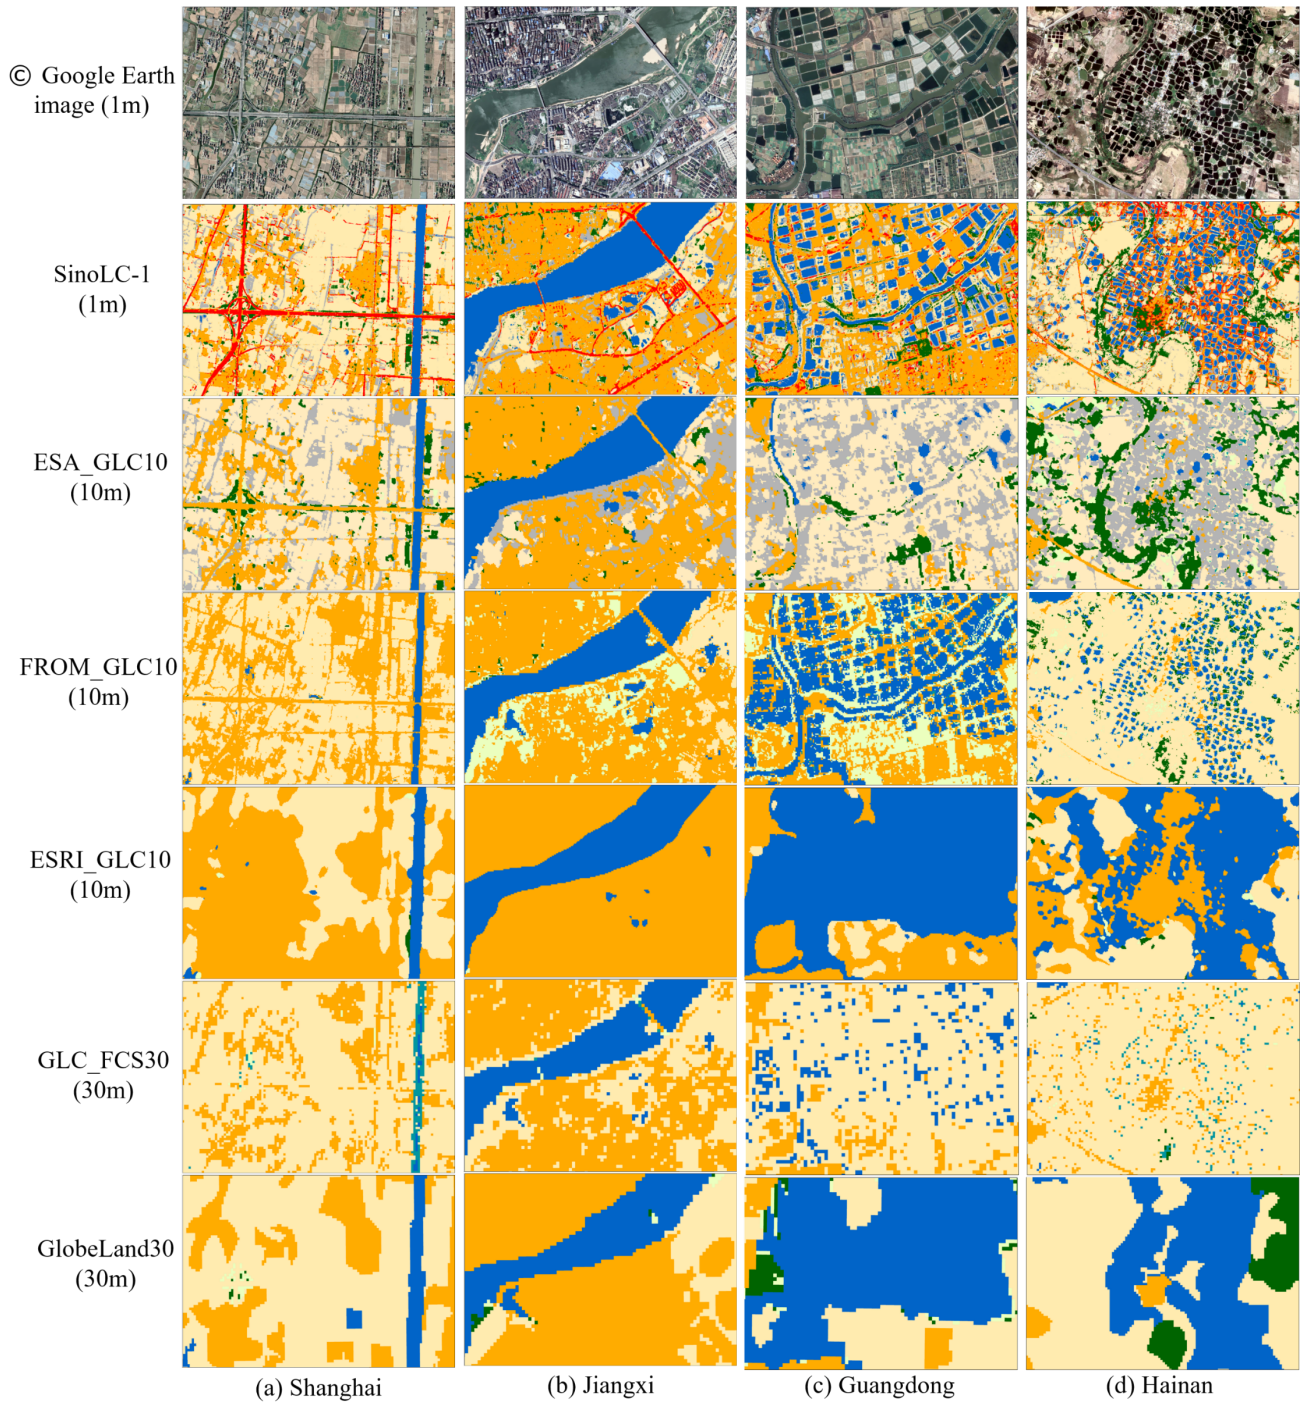 © Google Earth
image (1m)
SinoLC-1
(1m)
ESA_GLC10
(10m)
FROM_GLC10
(10m)
ESRI_GLC10
(10m)
GLC_FCS30
(30m)
GlobeLand30
(30m)
(a) Shanghai
(b) Jiangxi
(c) Guangdong
(d) Hainan